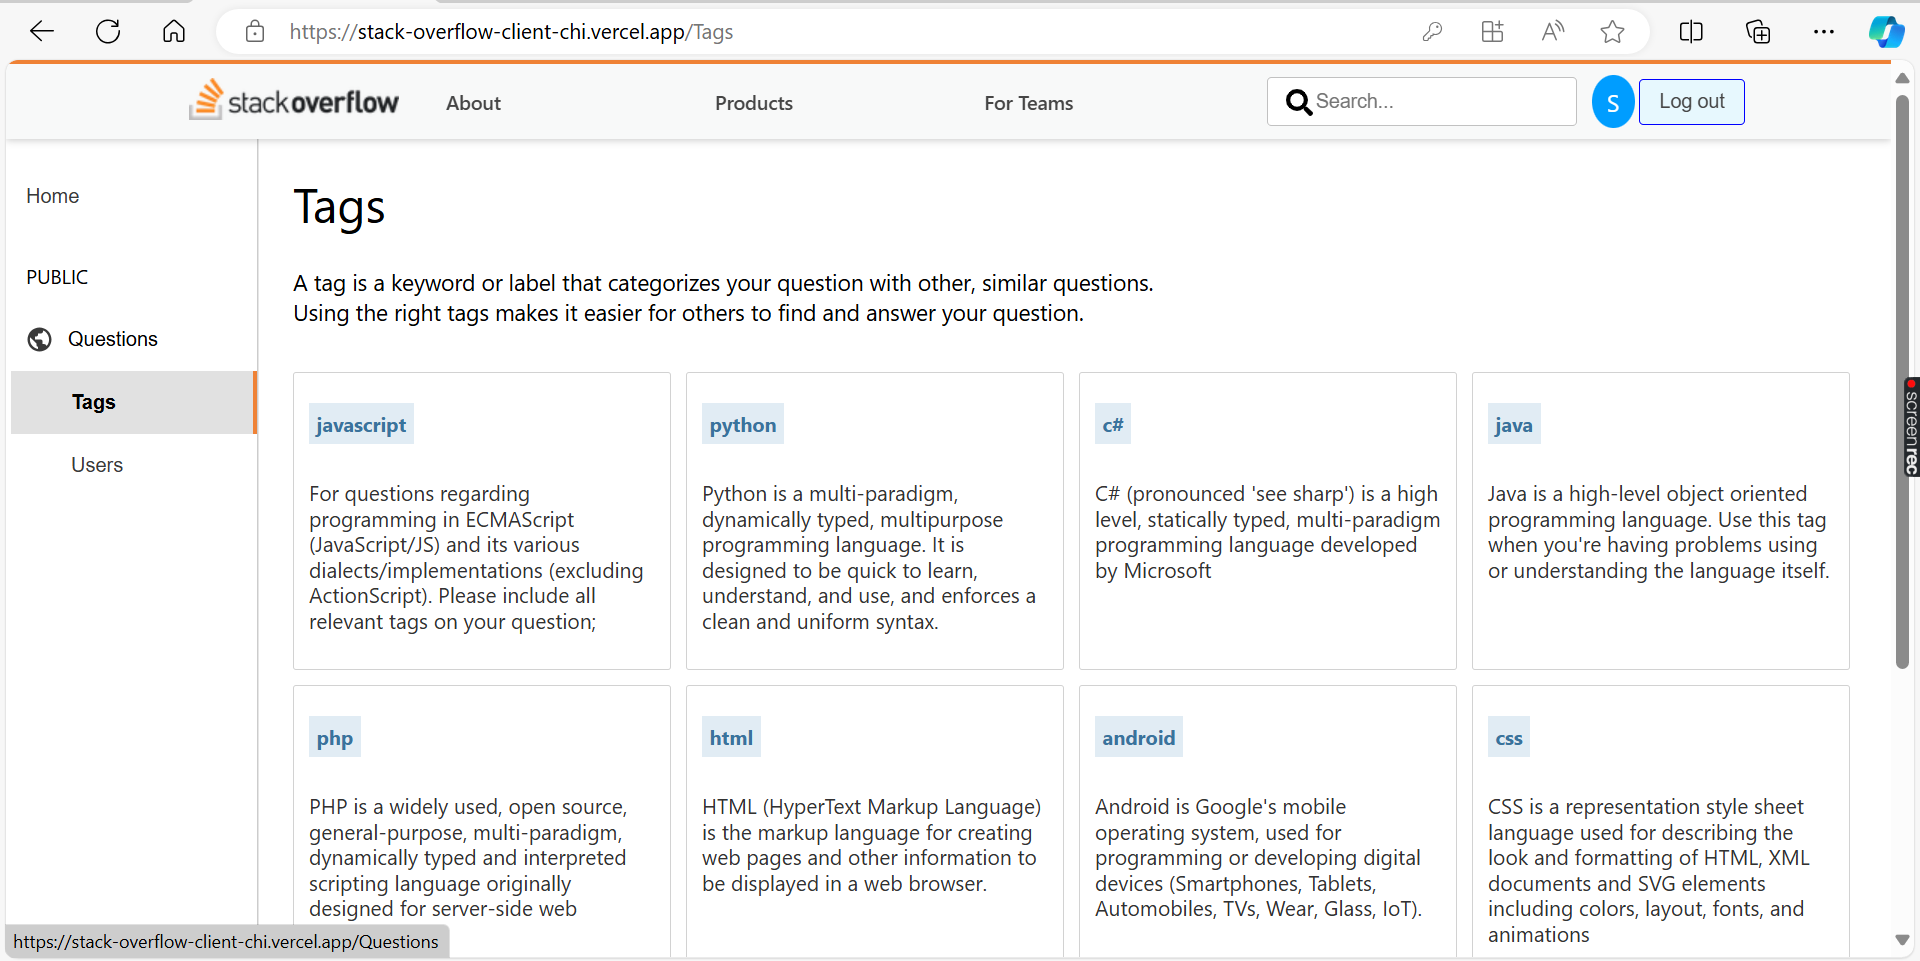 https://stack-overflow-client-chi.vercel.app/Tags
stackoverflow
About
Products
For Teams
Search...
S
Log out
Home
PUBLIC
Questions
Tags
Users
Tags
A tag is a keyword or label that categorizes your question with other, similar questions.
Using the right tags makes it easier for others to find and answer your question.
javascript
For questions regarding
programming in ECMAScript
(JavaScript/JS) and its various
dialects/implementations (excluding
ActionScript). Please include all
relevant tags on your question;
python
Python is a multi-paradigm,
dynamically typed, multipurpose
programming language. It is
designed to be quick to learn,
understand, and use, and enforces a
clean and uniform syntax.
c#
C# (pronounced 'see sharp') is a high
level, statically typed, multi-paradigm
programming language developed
by Microsoft
java
Java is a high-level object oriented
programming language. Use this tag
when you're having problems using
or understanding the language itself.
php
PHP is a widely used, open source,
general-purpose, multi-paradigm,
dynamically typed and interpreted
scripting language originally
designed for server-side web
html
HTML (HyperText Markup Language)
is the markup language for creating
web pages and other information to
be displayed in a web browser.
android
Android is Google's mobile
operating system, used for
programming or developing digital
devices (Smartphones, Tablets,
Automobiles, TVs, Wear, Glass, IoT).
css
CSS is a representation style sheet
language used for describing the
look and formatting of HTML, XML
documents and SVG elements
including colors, layout, fonts, and
animations
https://stack-overflow-client-chi.vercel.app/Questions
screenrec